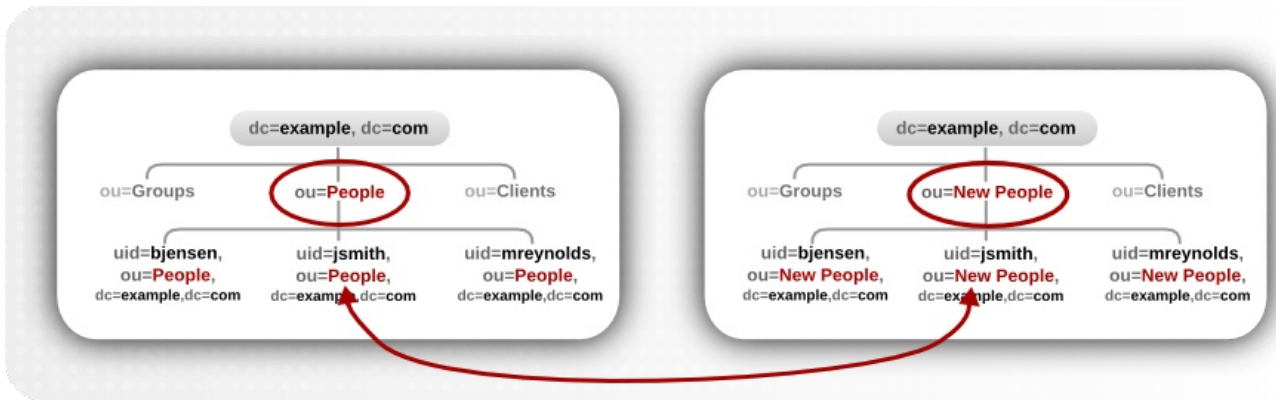 dc=example, dc=com
ou=Groups
ou=People
ou=Clients
uid=bjensen,
ou=People,
dc=example,dc=com
uid=jsmith,
ou=People,
dc=example,dc=com
uid=mreynolds,
ou=People,
dc=example,dc=com
dc=example, dc=com
ou=Groups
ou=New People
ou=Clients
uid=bjensen,
ou=New People,
dc=example,dc=com
uid=jsmith,
ou=New People,
dc=example,dc=com
uid=mreynolds,
ou=New People,
dc=example,dc=com